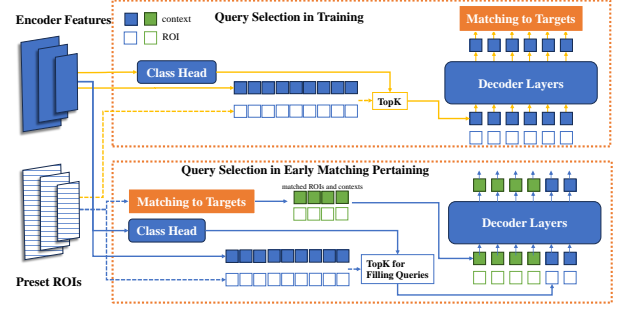 Encoder Features
context
ROI
Query Selection in Training
Matching to Targets
Class Head
Decoder Layers
TopK
Query Selection in Early Matching Pertaining
matched ROIs and contexts
Matching to Targets
Class Head
Decoder Layers
TopK for
Filling Queries
Preset ROIs